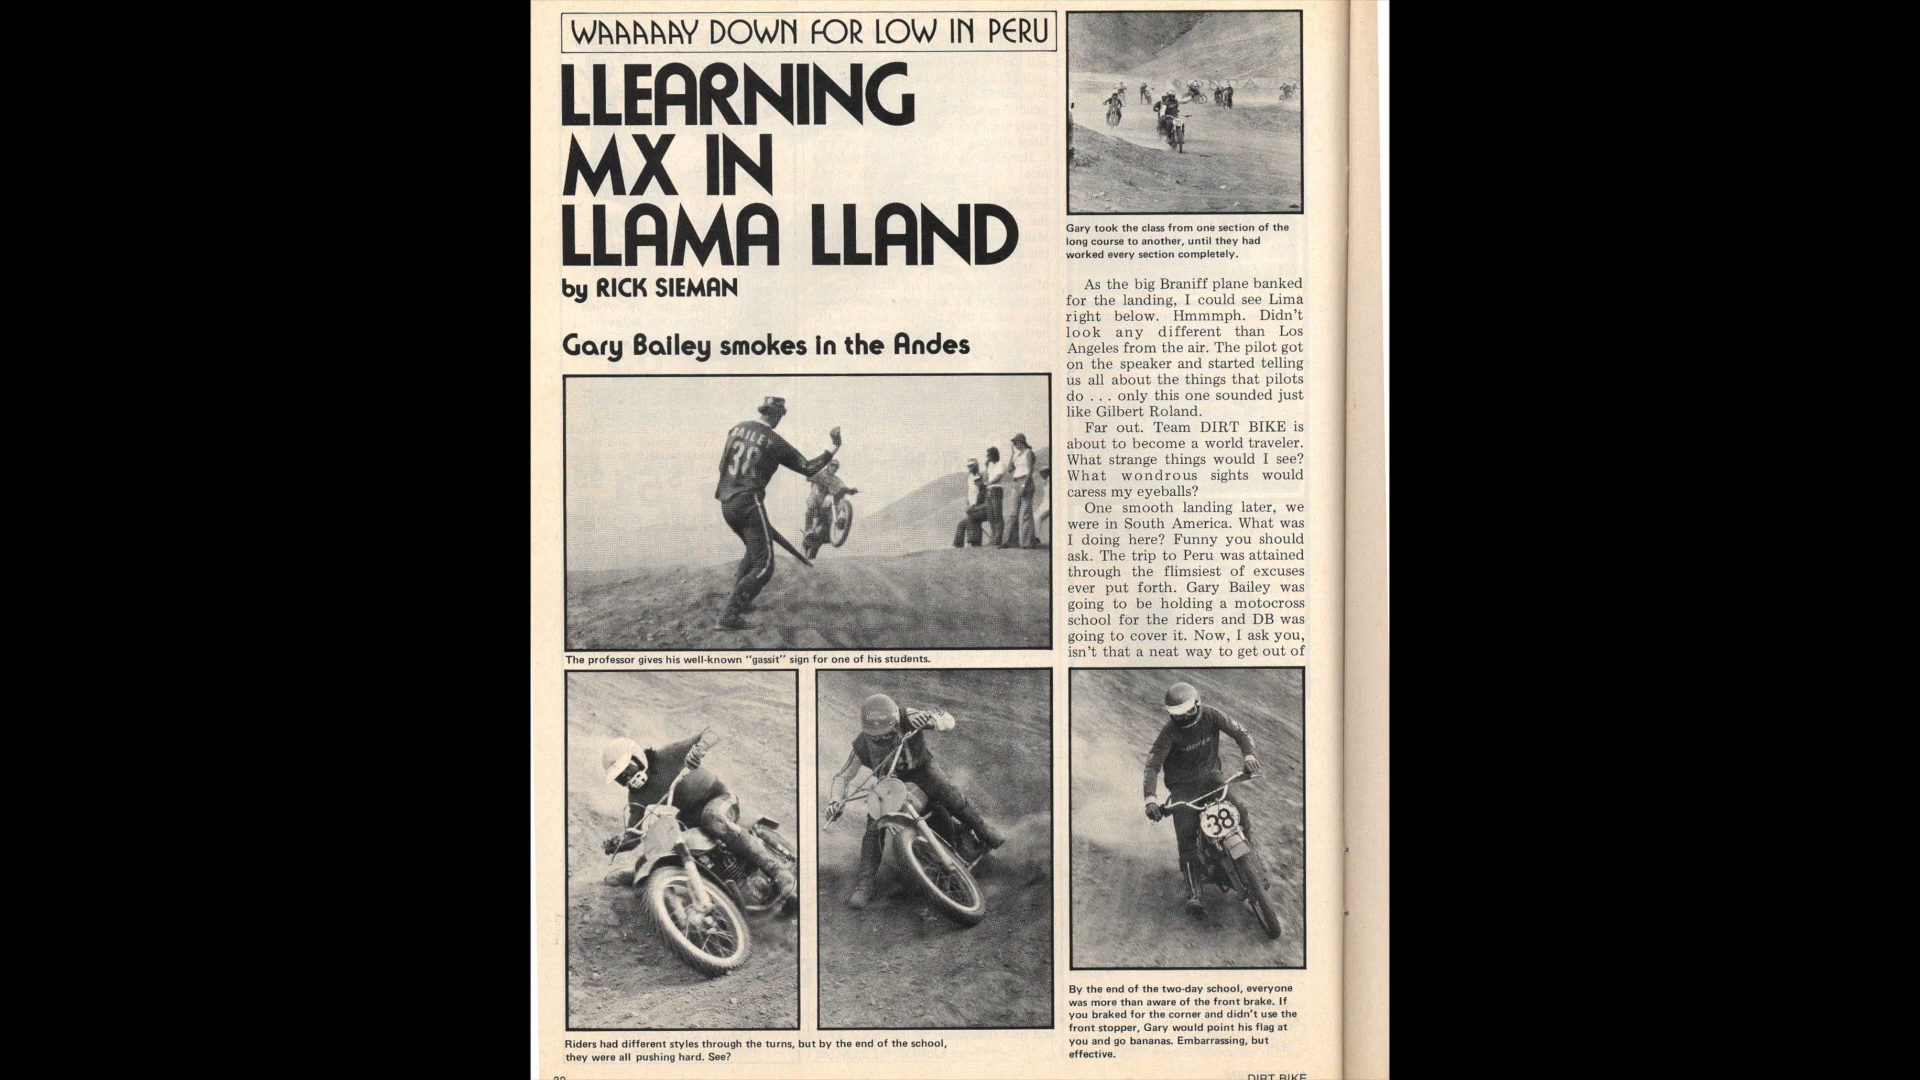 WAAAAAY DOWN FOR LOW IN PERU
LLEARNING
MX IN
LLAMA LLAND
by RICK SIEMAN
Gary Bailey smokes in the Andes
BAILEY
38
The professor gives his well-known "gassit" sign for one of his students.
Riders had different styles through the turns, but by the end of the school,
they were all pushing hard. See?
Gary took the class from one section of the
long course to another, until they had
worked every section completely.
As the big Braniff plane banked
for the landing, I could see Lima
right below. Hmmmph. Didn't
look any different than Los
Angeles from the air. The pilot got
on the speaker and started telling
us all about the things that pilots
do . . . only this one sounded just
like Gilbert Roland.
Far out. Team DIRT BIKE is
about to become a world traveler.
What strange things would I see?
What wondrous sights would
caress my eyeballs?
One smooth landing later, we
were in South America. What was
I doing here? Funny you should
ask. The trip to Peru was attained
through the flimsiest of excuses
ever put forth. Gary Bailey was
going to be holding a motocross
school for the riders and DB was
going to cover it. Now, I ask you,
isn't that a neat way to get out of
38
By the end of the two-day school, everyone
was more than aware of the front brake. If
you braked for the corner and didn't use the
front stopper, Gary would point his flag at
you and go bananas. Embarrassing, but
effective.
DIRT BIKE